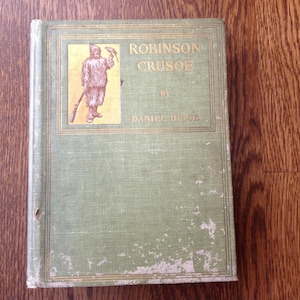 ROBINSON
CRUSOE
BY
DANIEL DEFOE